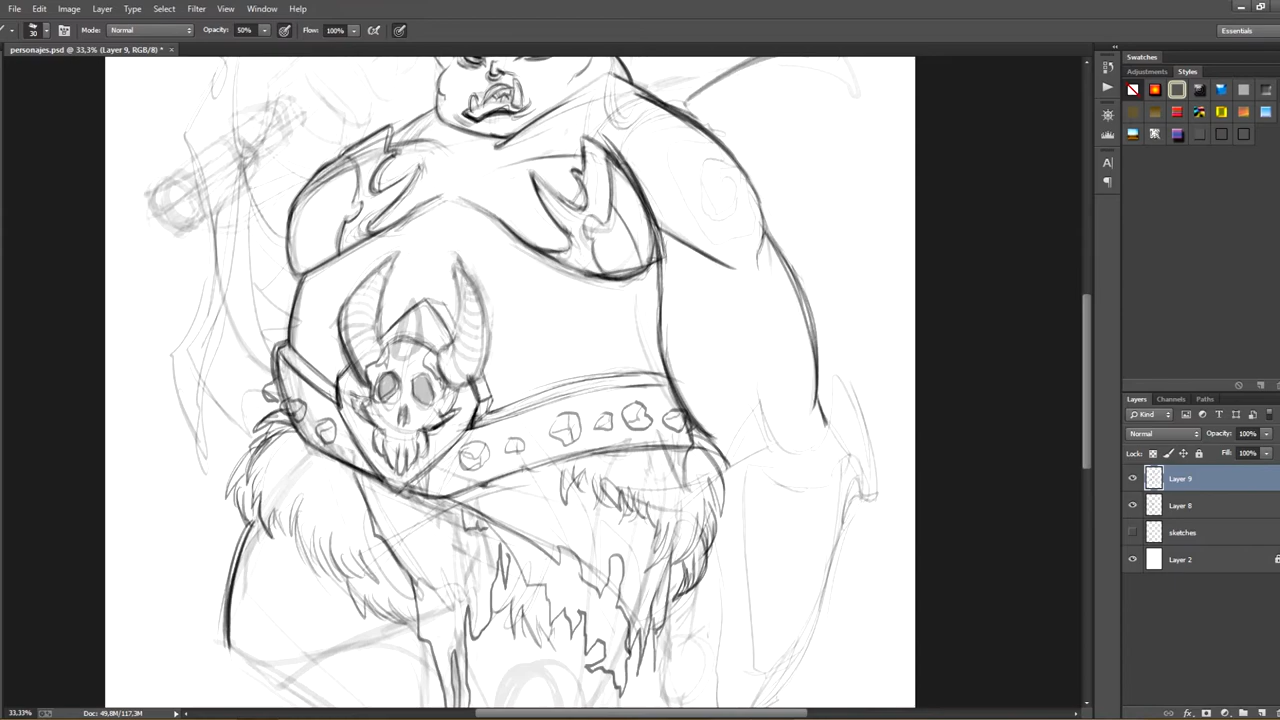 File Edit Image Layer Type Select Filter View Window Help
30 Mode: Normal Opacity: 50% Flow: 100% Essentials
personajes.psd @ 33,3% (Layer 9, RGB/8) * ×
Swatches
Adjustments Styles
Layers Channels Paths
Kind
Normal Opacity: 100%
Lock: Fill: 100%
Layer 9
Layer 8
sketches
Layer 2
33,33% Doc: 49,8M/117,3M